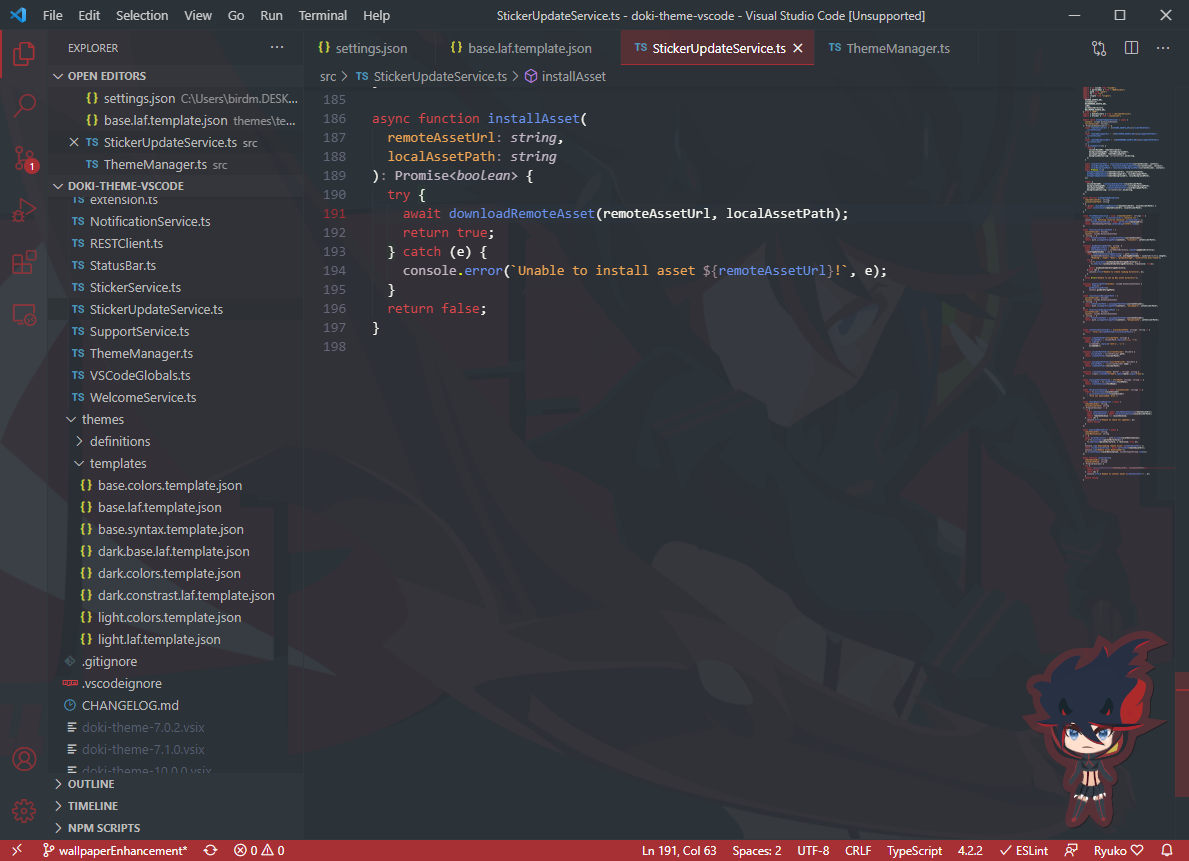 File Edit Selection View Go Run Terminal Help
StickerUpdateService.ts - doki-theme-vscode - Visual Studio Code [Unsupported]
EXPLORER
OPEN EDITORS
{} settings.json C:\Users\birdm.DESK...
{} base.laf.template.json themes\te...
TS StickerUpdateService.ts src
TS ThemeManager.ts src
DOKI-THEME-VSCODE
TS extension.ts
TS NotificationService.ts
TS RESTClient.ts
TS StatusBar.ts
TS StickerService.ts
TS StickerUpdateService.ts
TS SupportService.ts
TS ThemeManager.ts
TS VSCodeGlobals.ts
TS WelcomeService.ts
themes
definitions
templates
{} base.colors.template.json
{} base.laf.template.json
{} base.syntax.template.json
{} dark.base.laf.template.json
{} dark.colors.template.json
{} dark.constrast.laf.template.json
{} light.colors.template.json
{} light.laf.template.json
.gitignore
.vscodeignore
CHANGELOG.md
doki-theme-7.0.2.vsix
doki-theme-7.1.0.vsix
doki-theme-10.0.0.vsix
OUTLINE
TIMELINE
NPM SCRIPTS
1
{} settings.json
{} base.laf.template.json
TS StickerUpdateService.ts
TS ThemeManager.ts
src > TS StickerUpdateService.ts > installAsset
185
186 async function installAsset(
187   remoteAssetUrl: string,
188   localAssetPath: string
189 ): Promise<boolean> {
190   try {
191     await downloadRemoteAsset(remoteAssetUrl, localAssetPath);
192     return true;
193   } catch (e) {
194     console.error(`Unable to install asset ${remoteAssetUrl}!`, e);
195   }
196   return false;
197 }
198
wallpaperEnhancement* 0 0 Ln 191, Col 63 Spaces: 2 UTF-8 CRLF TypeScript 4.2.2 ESLint Ryuko♡